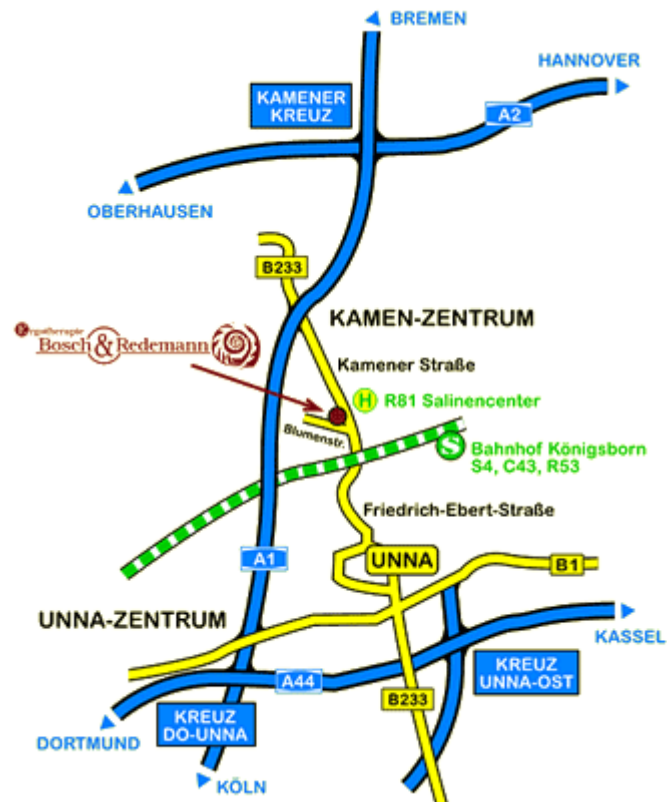 BREMEN
HANNOVER
KAMENER
KREUZ
A2
OBERHAUSEN
B233
KAMEN-ZENTRUM
Ergotherapie
Bosch & Redemann
Kamener Straße
H R81 Salinencenter
Blumenstr.
S Bahnhof Königsborn
S4, C43, R53
Friedrich-Ebert-Straße
A1
UNNA
B1
UNNA-ZENTRUM
KASSEL
KREUZ
UNNA-OST
A44
B233
KREUZ
DO-UNNA
DORTMUND
KÖLN